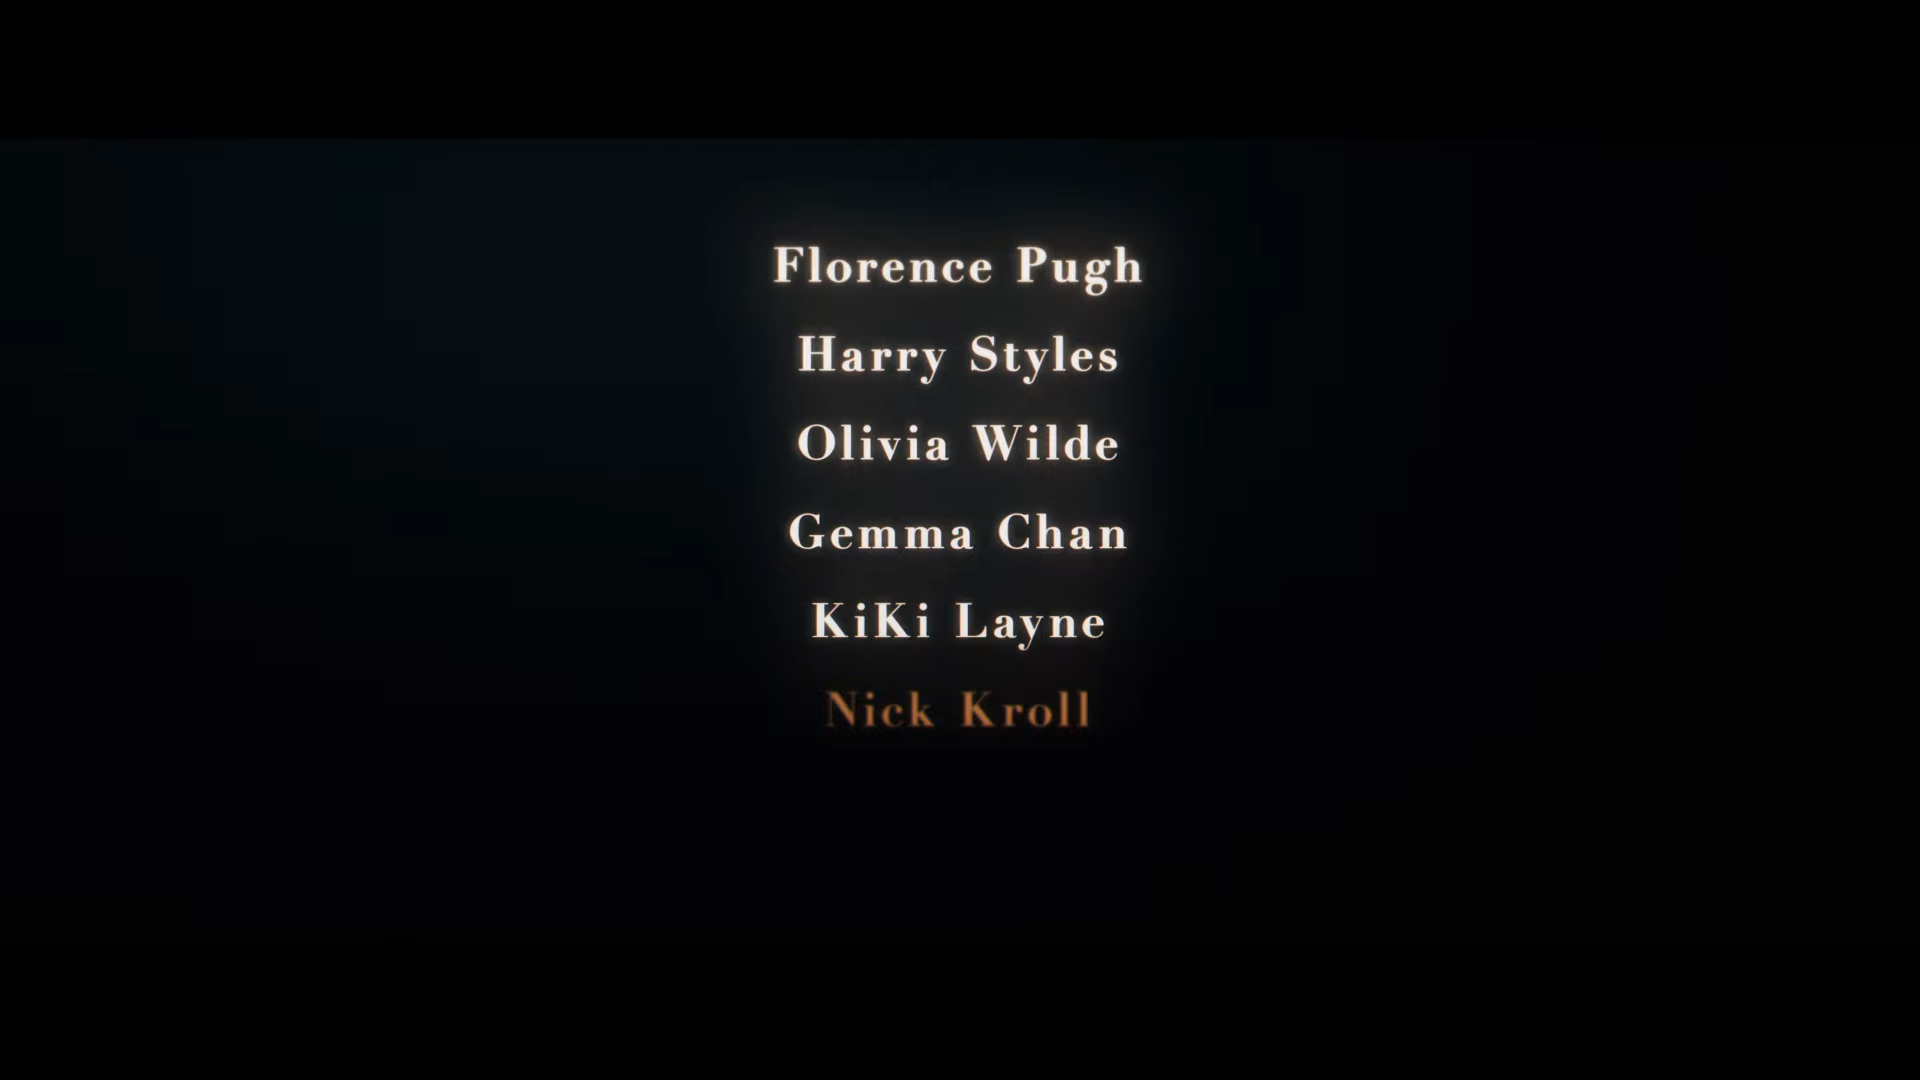 Florence Pugh
Harry Styles
Olivia Wilde
Gemma Chan
KiKi Layne
Nick Kroll